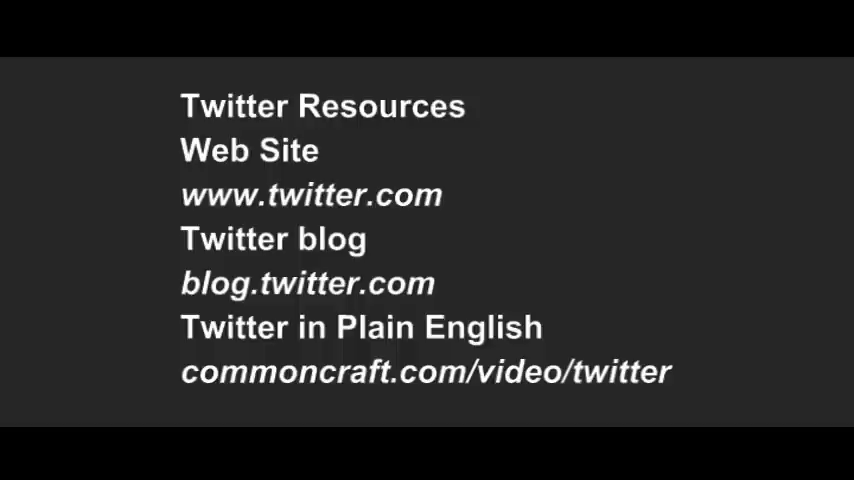 Twitter Resources
Web Site
www.twitter.com
Twitter blog
blog.twitter.com
Twitter in Plain English
commoncraft.com/video/twitter